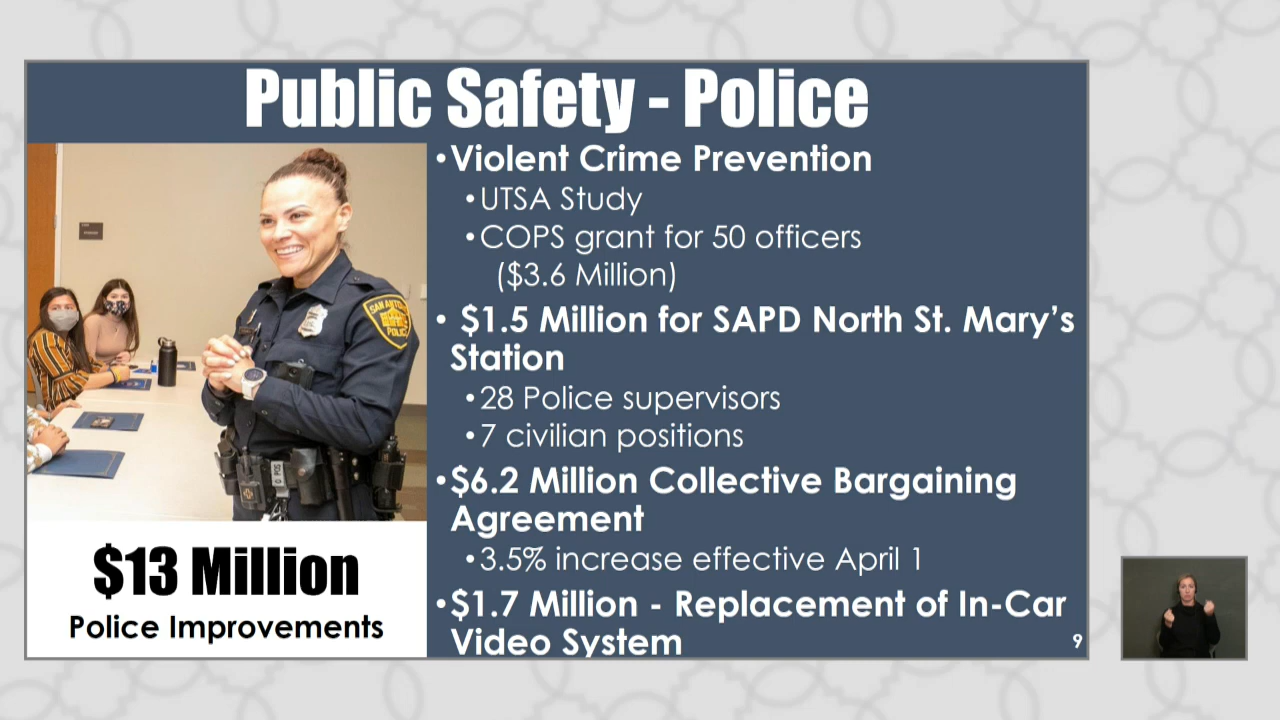 Public Safety - Police
•Violent Crime Prevention
•UTSA Study
•COPS grant for 50 officers
($3.6 Million)
• $1.5 Million for SAPD North St. Mary's
Station
•28 Police supervisors
•7 civilian positions
•$6.2 Million Collective Bargaining
Agreement
•3.5% increase effective April 1
•$1.7 Million - Replacement of In-Car
Video System
$13 Million
Police Improvements
9
SAN ANTONIO
POLICE